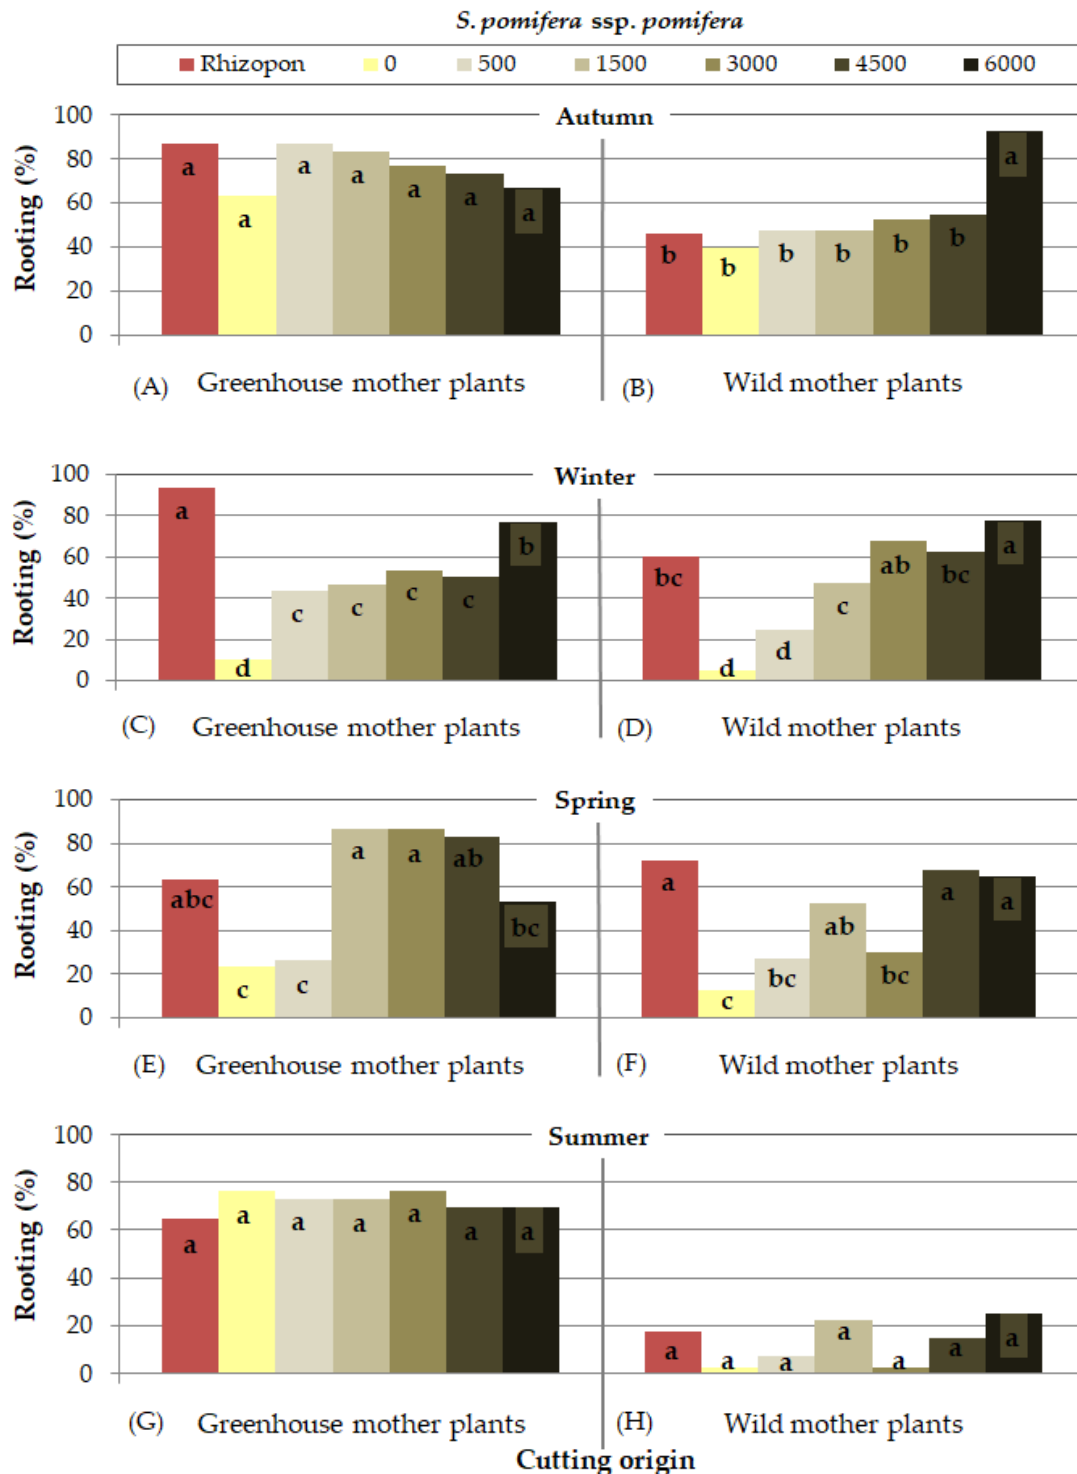 S. pomifera ssp. pomifera
Rhizopon 0 500 1500 3000 4500 6000
Autumn
Rooting (%)
100
80
60
40
20
0
a a a a a a a
b b b b b b a
(A) Greenhouse mother plants
(B) Wild mother plants
Winter
Rooting (%)
100
80
60
40
20
0
a d c c c c b
bc d d c ab bc a
(C) Greenhouse mother plants
(D) Wild mother plants
Spring
Rooting (%)
100
80
60
40
20
0
abc c c a a ab bc
a c bc ab bc a a
(E) Greenhouse mother plants
(F) Wild mother plants
Summer
Rooting (%)
100
80
60
40
20
0
a a a a a a a
a a a a a a a
(G) Greenhouse mother plants
(H) Wild mother plants
Cutting origin